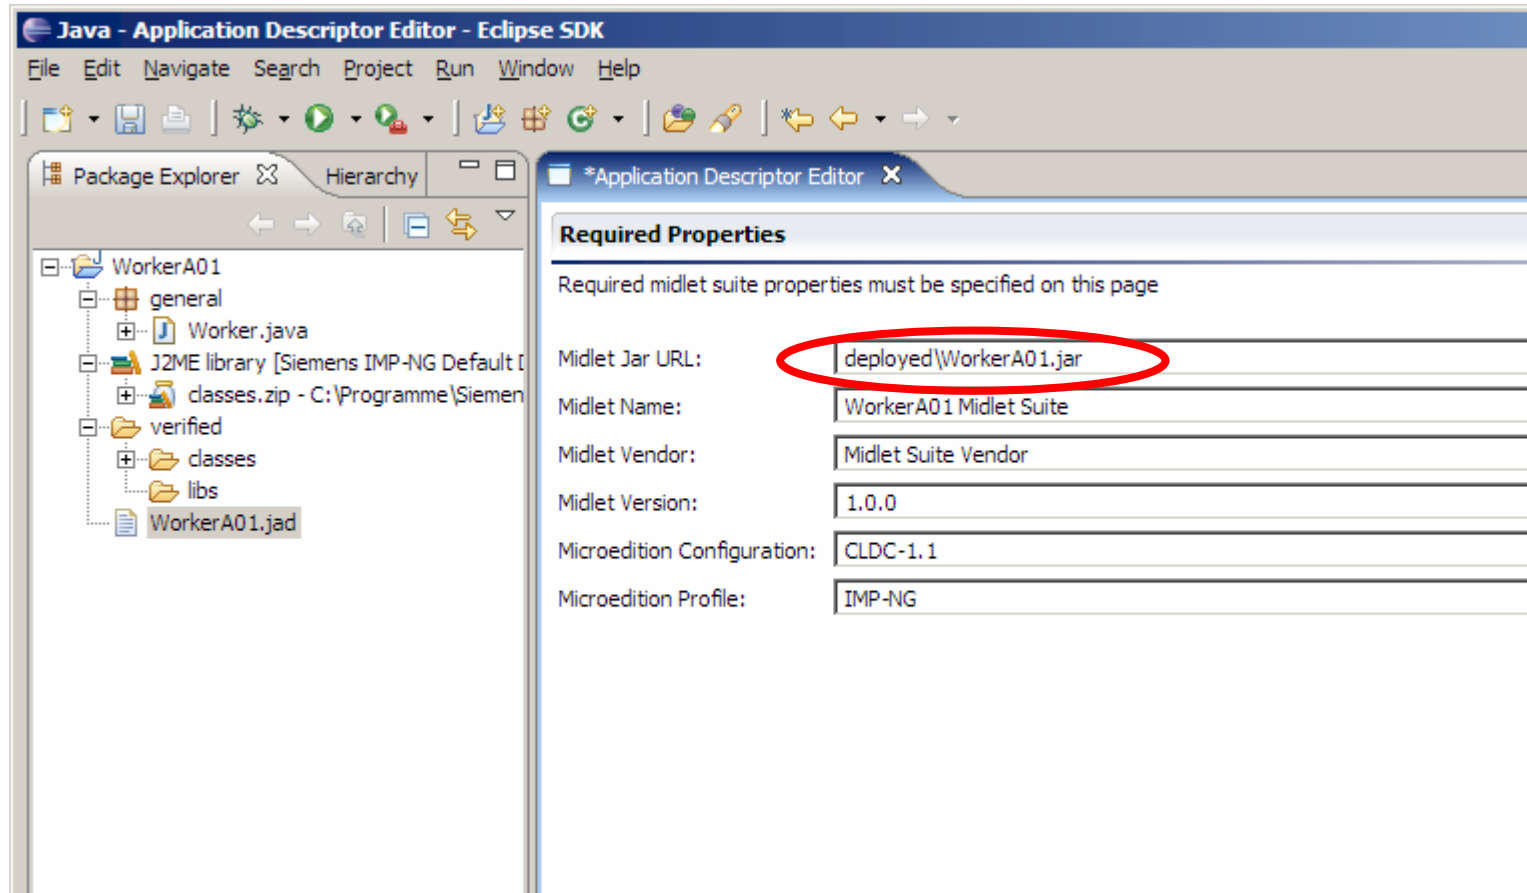 Java - Application Descriptor Editor - Eclipse SDK
File Edit Navigate Search Project Run Window Help
Package Explorer Hierarchy
*Application Descriptor Editor
WorkerA01
general
Worker.java
J2ME library [Siemens IMP-NG Default
classes.zip - C:\Programme\Siemen
verified
classes
libs
WorkerA01.jad
Required Properties
Required midlet suite properties must be specified on this page
Midlet Jar URL: deployed\WorkerA01.jar
Midlet Name: WorkerA01 Midlet Suite
Midlet Vendor: Midlet Suite Vendor
Midlet Version: 1.0.0
Microedition Configuration: CLDC-1.1
Microedition Profile: IMP-NG